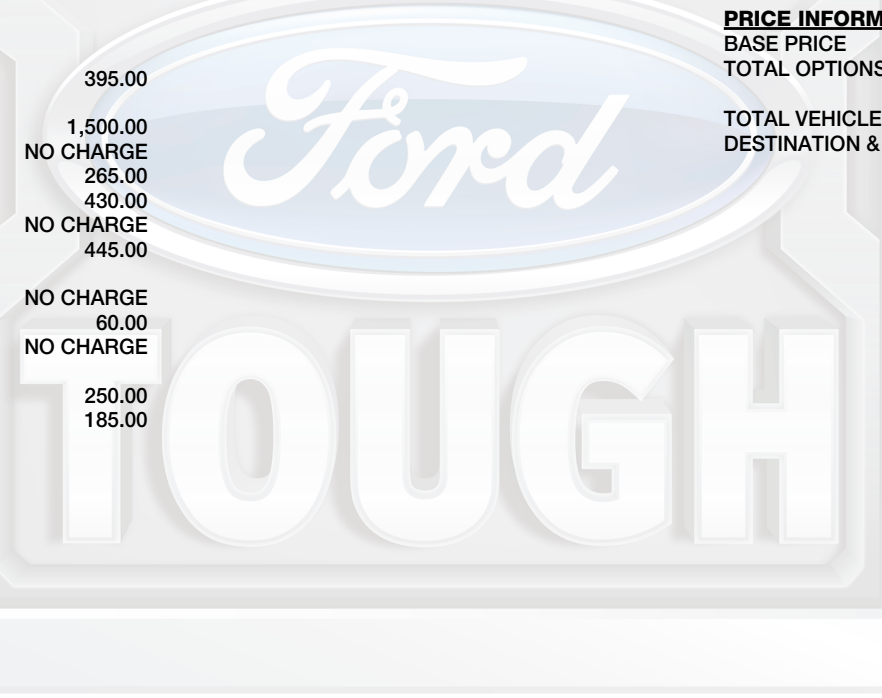 395.00
1,500.00
NO CHARGE
265.00
430.00
NO CHARGE
445.00
NO CHARGE
60.00
NO CHARGE
250.00
185.00
PRICE INFORM
BASE PRICE
TOTAL OPTIONS
TOTAL VEHICLE
DESTINATION &
Ford
TOUGH